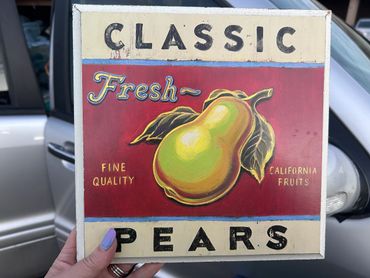 CLASSIC
Fresh~
FINE
QUALITY
CALIFORNIA
FRUITS
PEARS